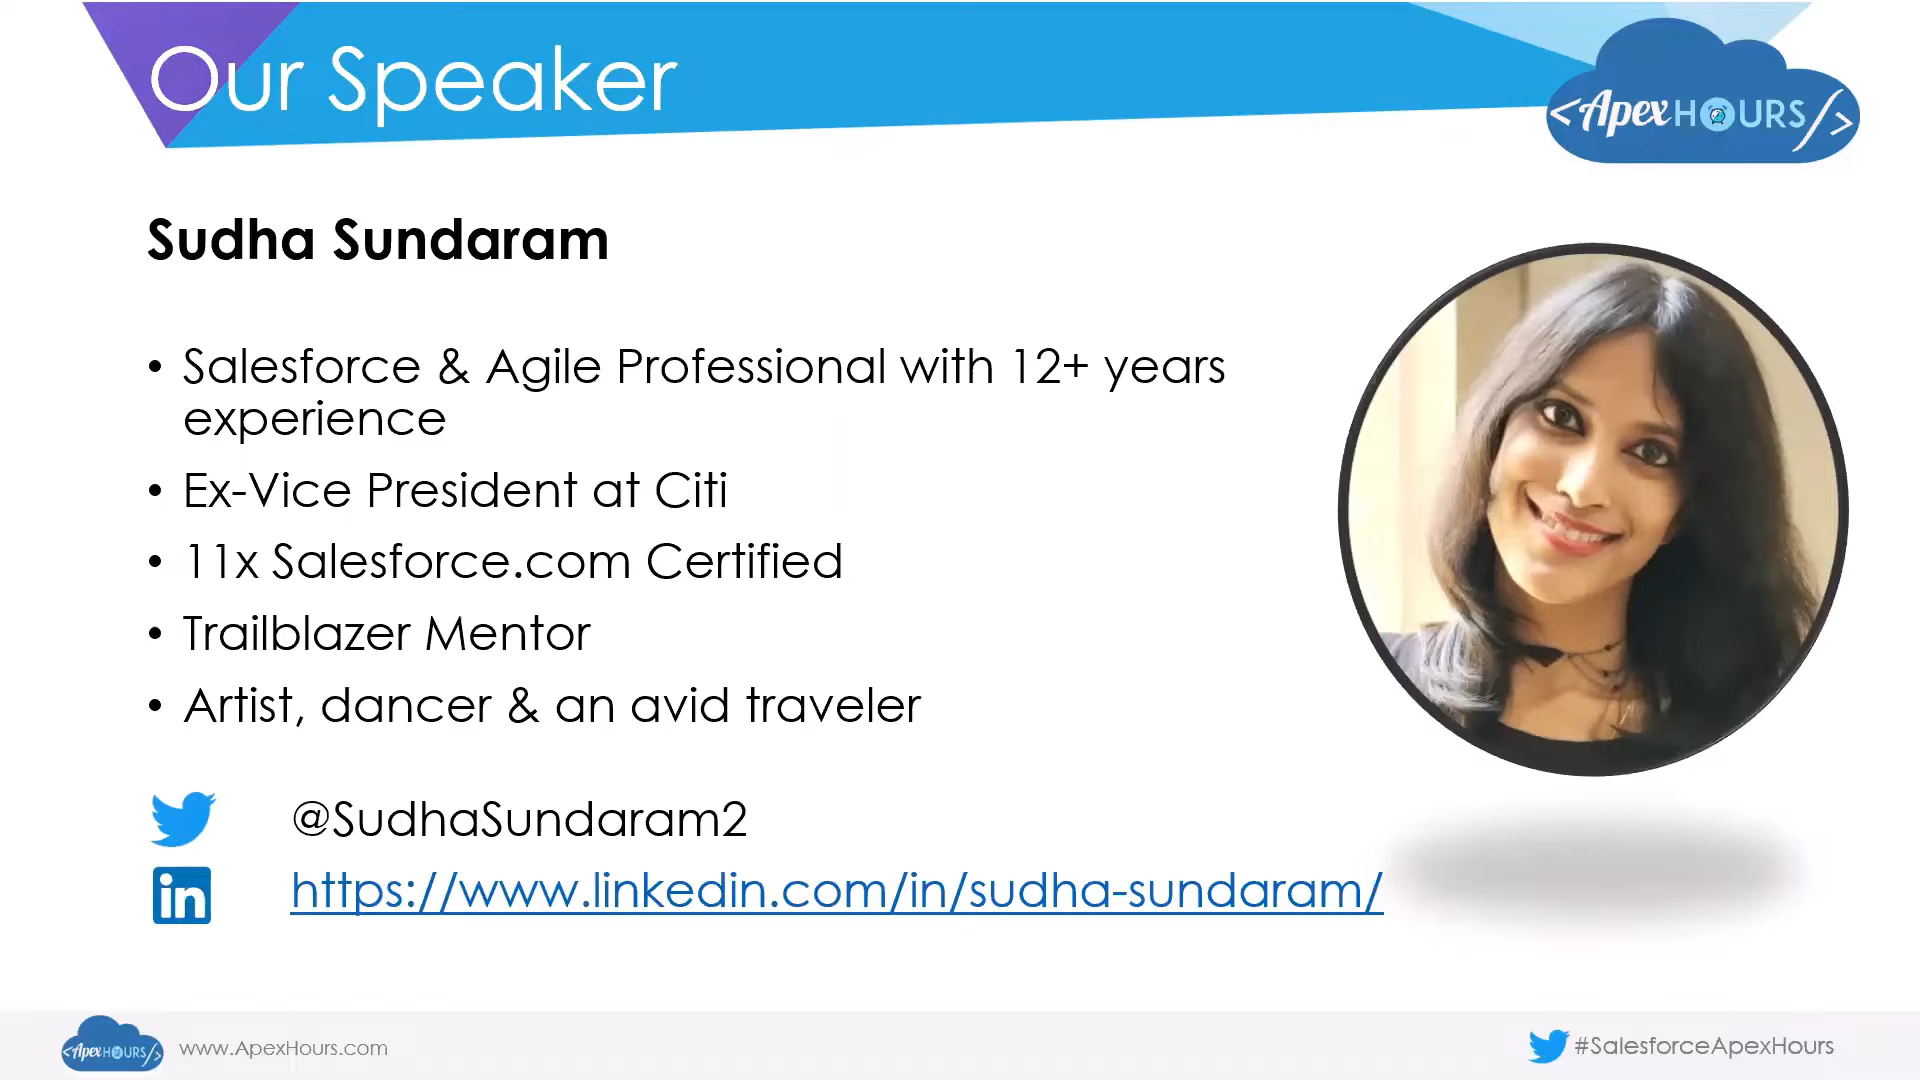 Our Speaker
<ApexHOURS/>
Sudha Sundaram
• Salesforce & Agile Professional with 12+ years
experience
• Ex-Vice President at Citi
• 11x Salesforce.com Certified
• Trailblazer Mentor
• Artist, dancer & an avid traveler
@SudhaSundaram2
in
https://www.linkedin.com/in/sudha-sundaram/
<ApexHOURS/>
www.ApexHours.com
#SalesforceApexHours